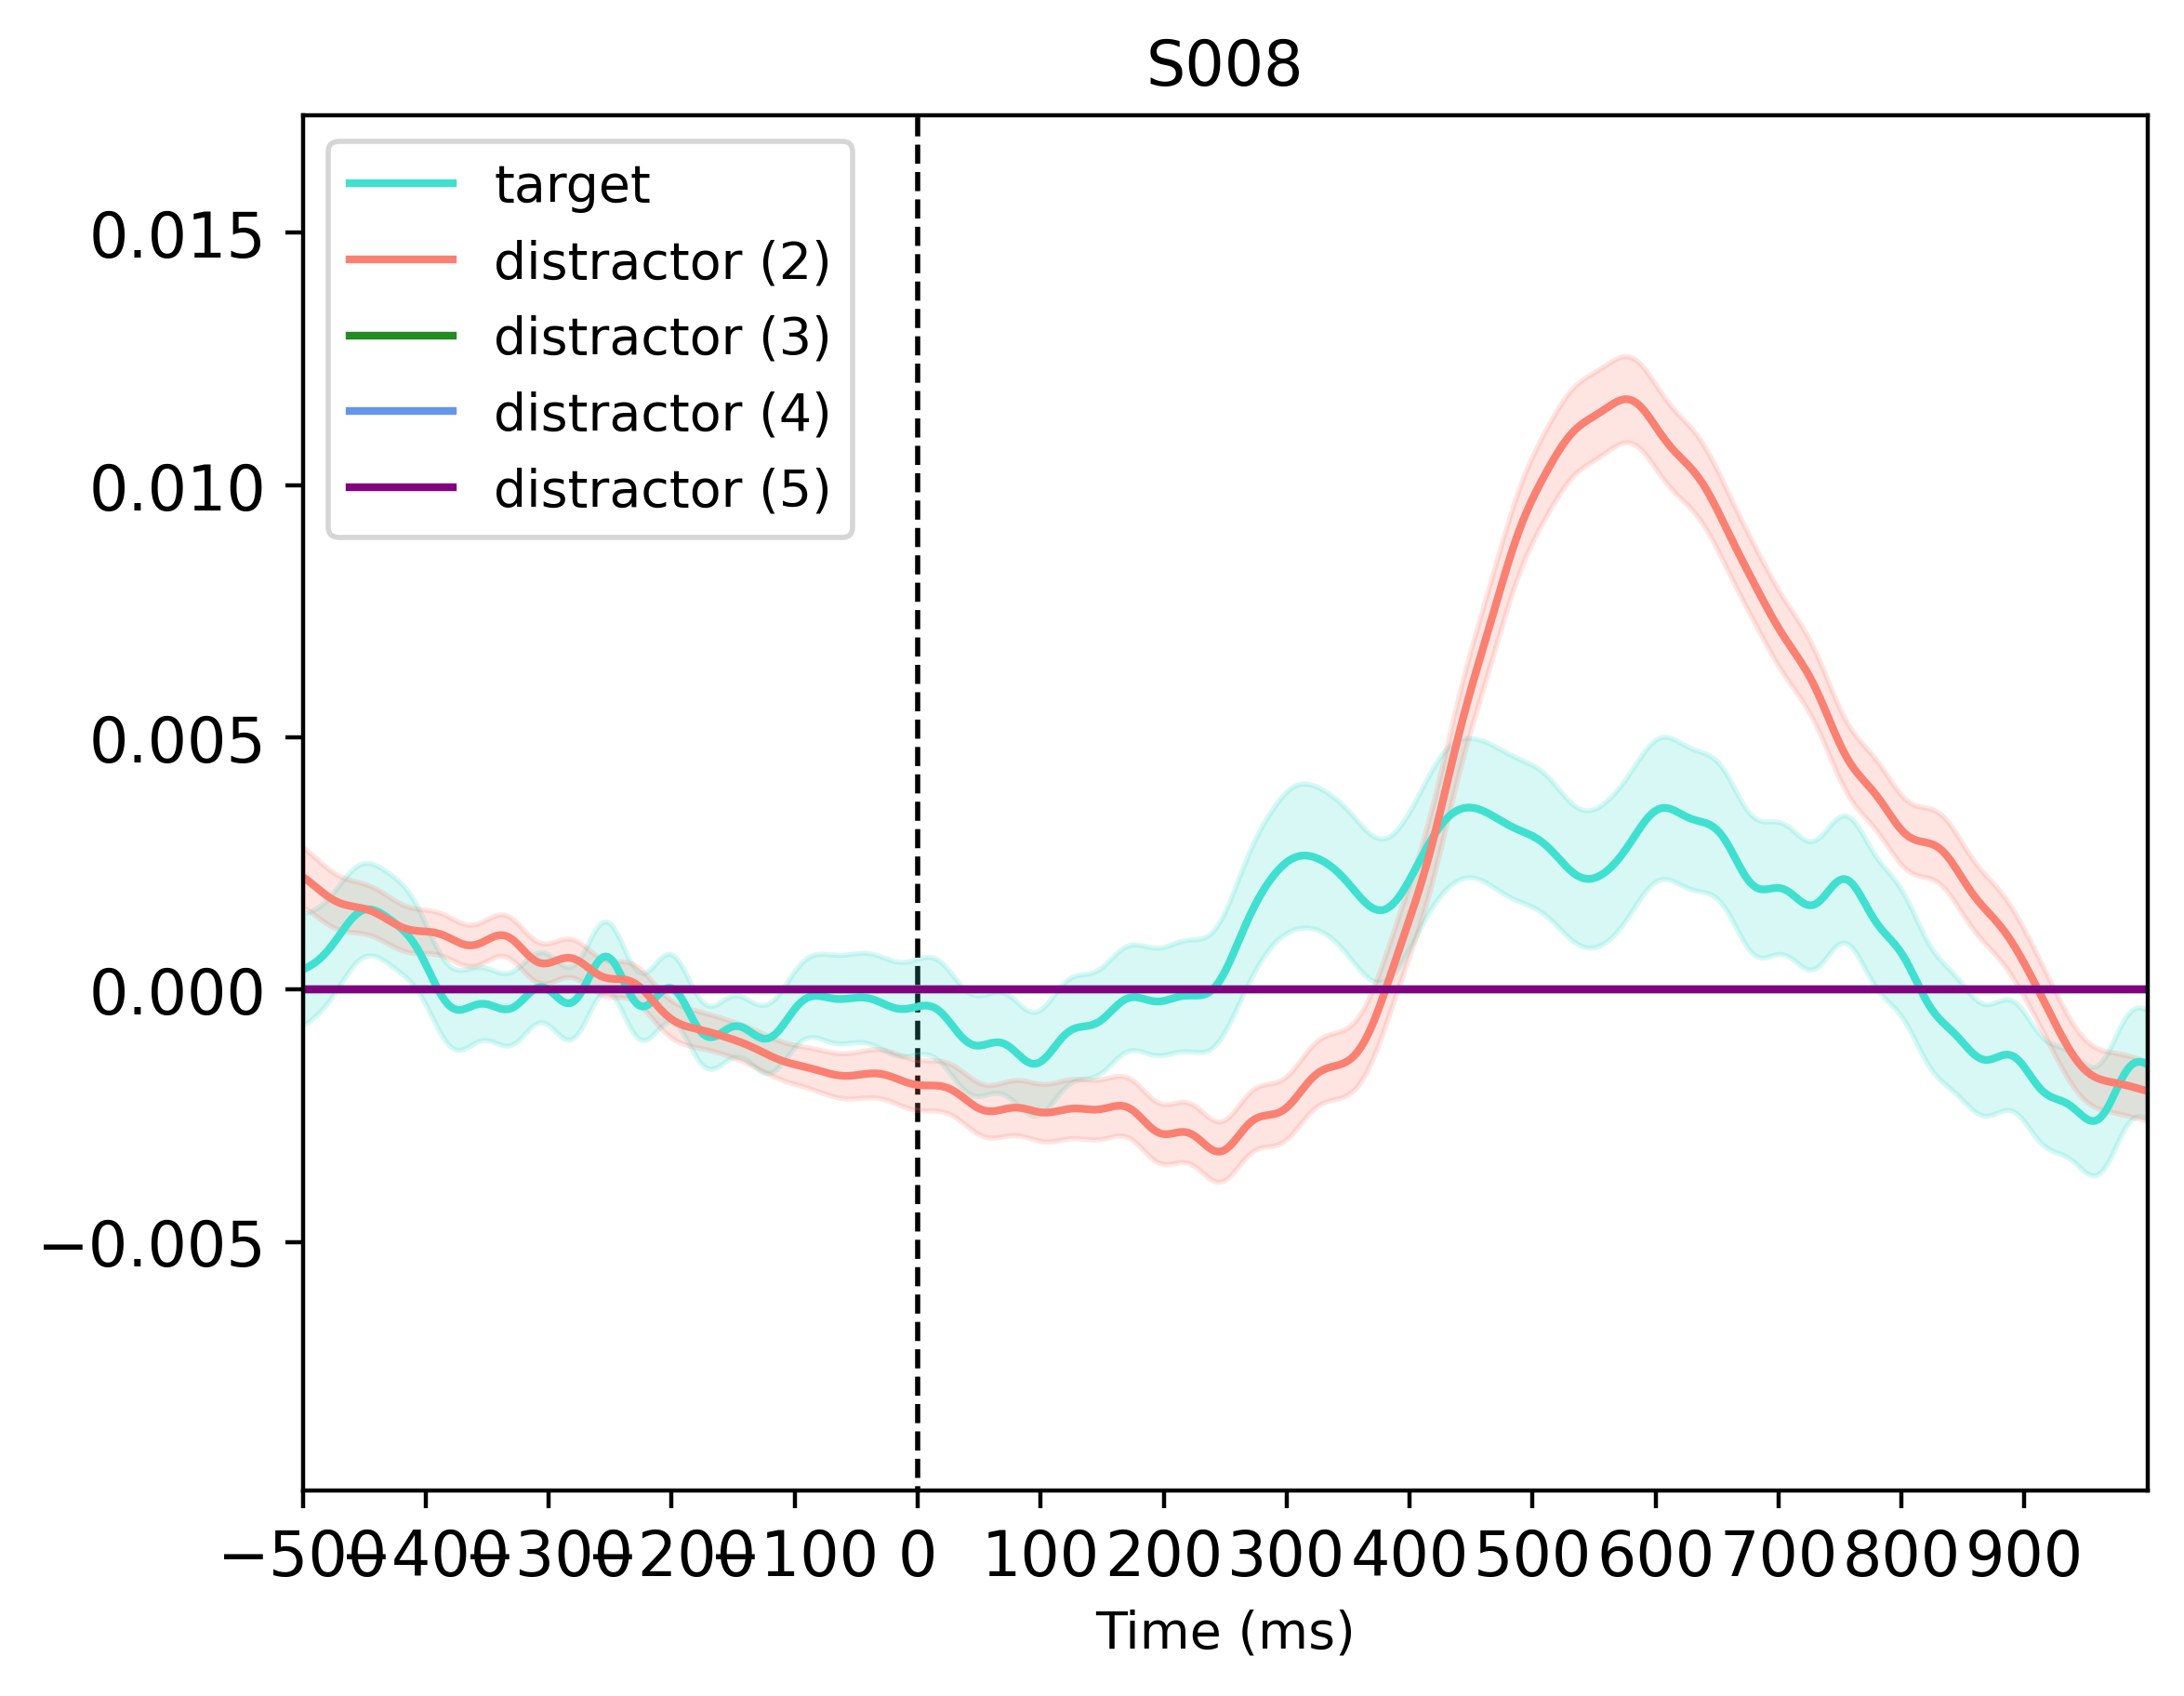 S008
target
distractor (2)
distractor (3)
distractor (4)
distractor (5)
0.015
0.010
0.005
0.000
−0.005
−500 −400 −300 −200 −100 0 100 200 300 400 500 600 700 800 900
Time (ms)